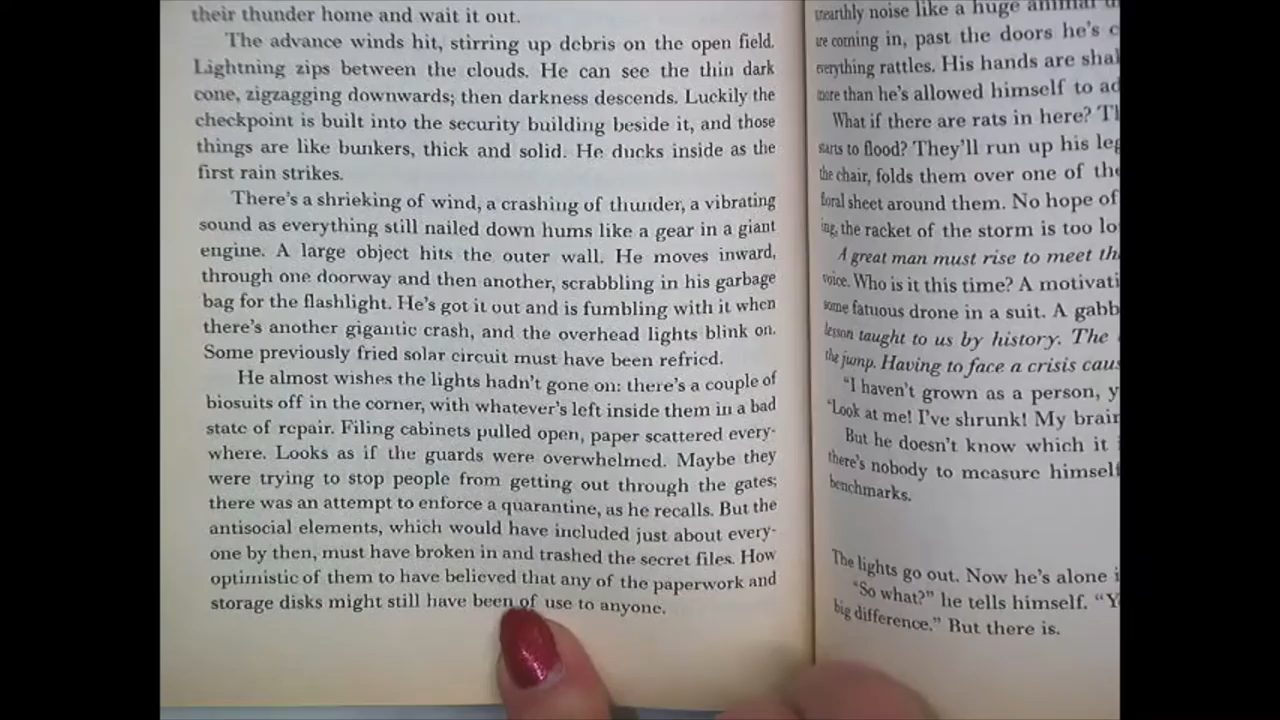 their thunder home and wait it out.
The advance winds hit, stirring up debris on the open field.
Lightning zips between the clouds. He can see the thin dark
cone, zigzagging downwards; then darkness descends. Luckily the
checkpoint is built into the security building beside it, and those
things are like bunkers, thick and solid. He ducks inside as the
first rain strikes.
There's a shrieking of wind, a crashing of thunder, a vibrating
sound as everything still nailed down hums like a gear in a giant
engine. A large object hits the outer wall. He moves inward,
through one doorway and then another, scrabbling in his garbage
bag for the flashlight. He's got it out and is fumbling with it when
there's another gigantic crash, and the overhead lights blink on.
Some previously fried solar circuit must have been refried.
He almost wishes the lights hadn't gone on: there's a couple of
biosuits off in the corner, with whatever's left inside them in a bad
state of repair. Filing cabinets pulled open, paper scattered every-
where. Looks as if the guards were overwhelmed. Maybe they
were trying to stop people from getting out through the gates;
there was an attempt to enforce a quarantine, as he recalls. But the
antisocial elements, which would have included just about every-
one by then, must have broken in and trashed the secret files. How
optimistic of them to have believed that any of the paperwork and
storage disks might still have been of use to anyone.
noise like a huge animal
are coming in, past the doors he's
everything rattles. His hands are
more than he's allowed himself to
What if there are rats in here?
starts to flood? They'll run up his
the chair, folds them over one of
floral sheet around them. No hope of
ing, the racket of the storm is too
A great man must rise to meet
voice. Who is it this time? A
some fatuous drone in a suit. A
lesson taught to us by history. The
the jump. Having to face a crisis
"I haven't grown as a person,
"Look at me! I've shrunk! My
But he doesn't know which it
there's nobody to measure
benchmarks.
The lights go out. Now he's alone
"So what?" he tells himself.
big difference." But there is.